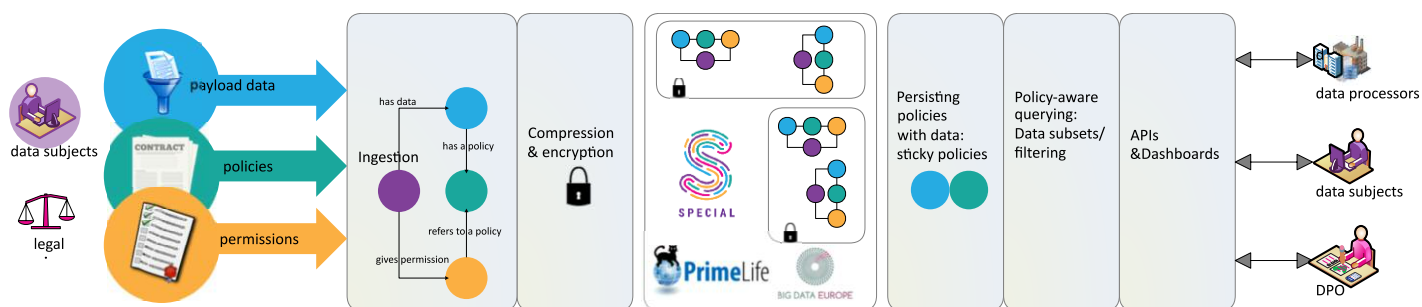 data subjects
legal
.
payload data
CONTRACT
policies
permissions
Ingestion
has data
has a policy
refers to a policy
gives permission
Compression
& encryption
SPECIAL
PrimeLife
BIG DATA EUROPE
Persisting
policies
with data:
sticky policies
Policy-aware
querying:
Data subsets/
filtering
APIs
&Dashboards
data processors
data subjects
DPO